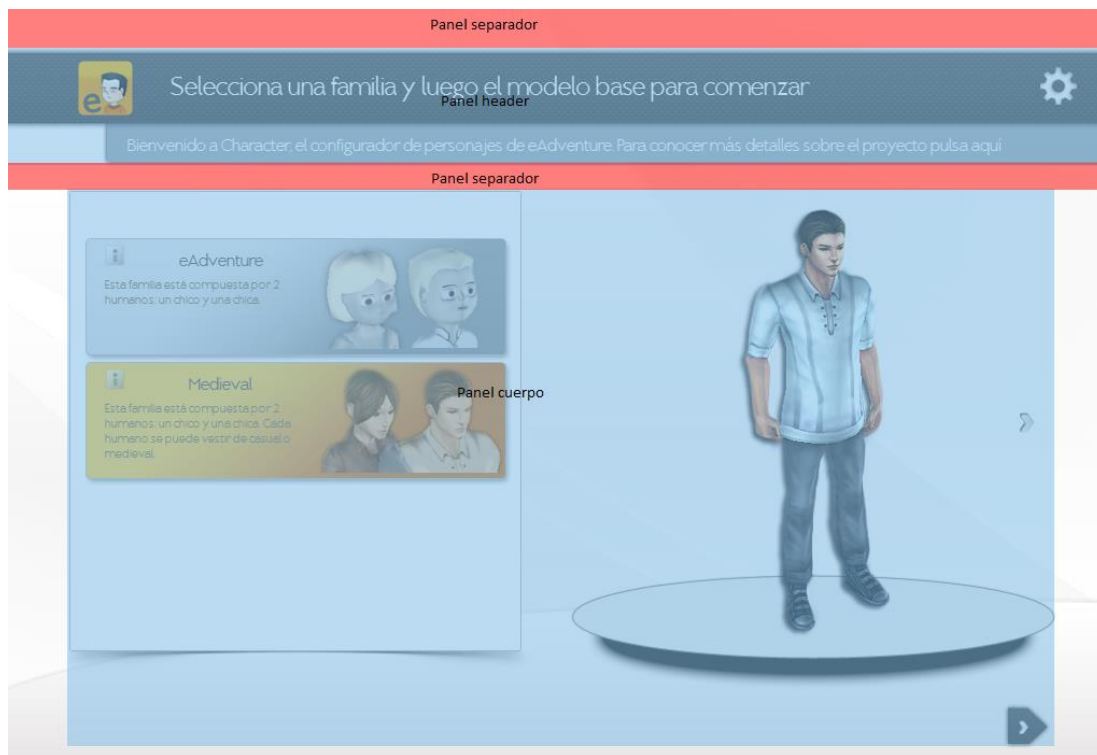 Panel separador
Selecciona una familia y luego el modelo base para comenzar
e
Panel header
Bienvenido a Character, el configurador de personajes de eAdventure. Para conocer más detalles sobre el proyecto pulsa aquí
Panel separador
i
eAdventure
Esta familia está compuesta por 2
humanos: un chico y una chica.
i
Medieval
Panel cuerpo
Esta familia está compuesta por 2
humanos: un chico y una chica. Cada
humano se puede vestir de casual o
medieval.